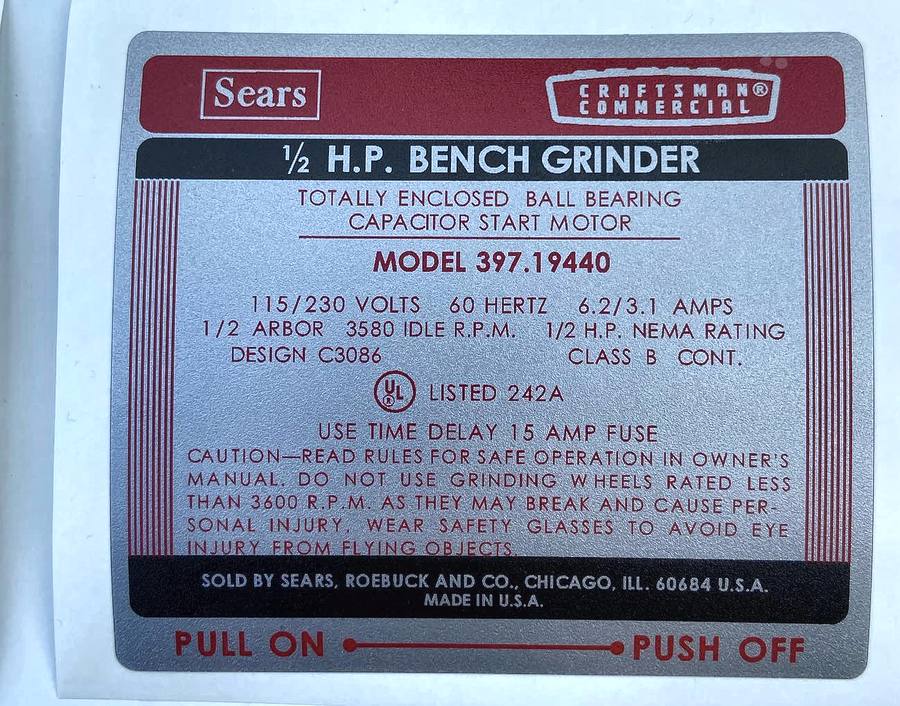 Sears
CRAFTSMAN®
COMMERCIAL
½ H.P. BENCH GRINDER
TOTALLY ENCLOSED BALL BEARING
CAPACITOR START MOTOR
MODEL 397.19440
115/230 VOLTS 60 HERTZ 6.2/3.1 AMPS
1/2 ARBOR 3580 IDLE R.P.M. 1/2 H.P. NEMA RATING
DESIGN C3086 CLASS B CONT.
UL® LISTED 242A
USE TIME DELAY 15 AMP FUSE
CAUTION—READ RULES FOR SAFE OPERATION IN OWNER'S
MANUAL. DO NOT USE GRINDING WHEELS RATED LESS
THAN 3600 R.P.M. AS THEY MAY BREAK AND CAUSE PER-
SONAL INJURY, WEAR SAFETY GLASSES TO AVOID EYE
INJURY FROM FLYING OBJECTS.
SOLD BY SEARS, ROEBUCK AND CO., CHICAGO, ILL. 60684 U.S.A.
MADE IN U.S.A.
PULL ON PUSH OFF